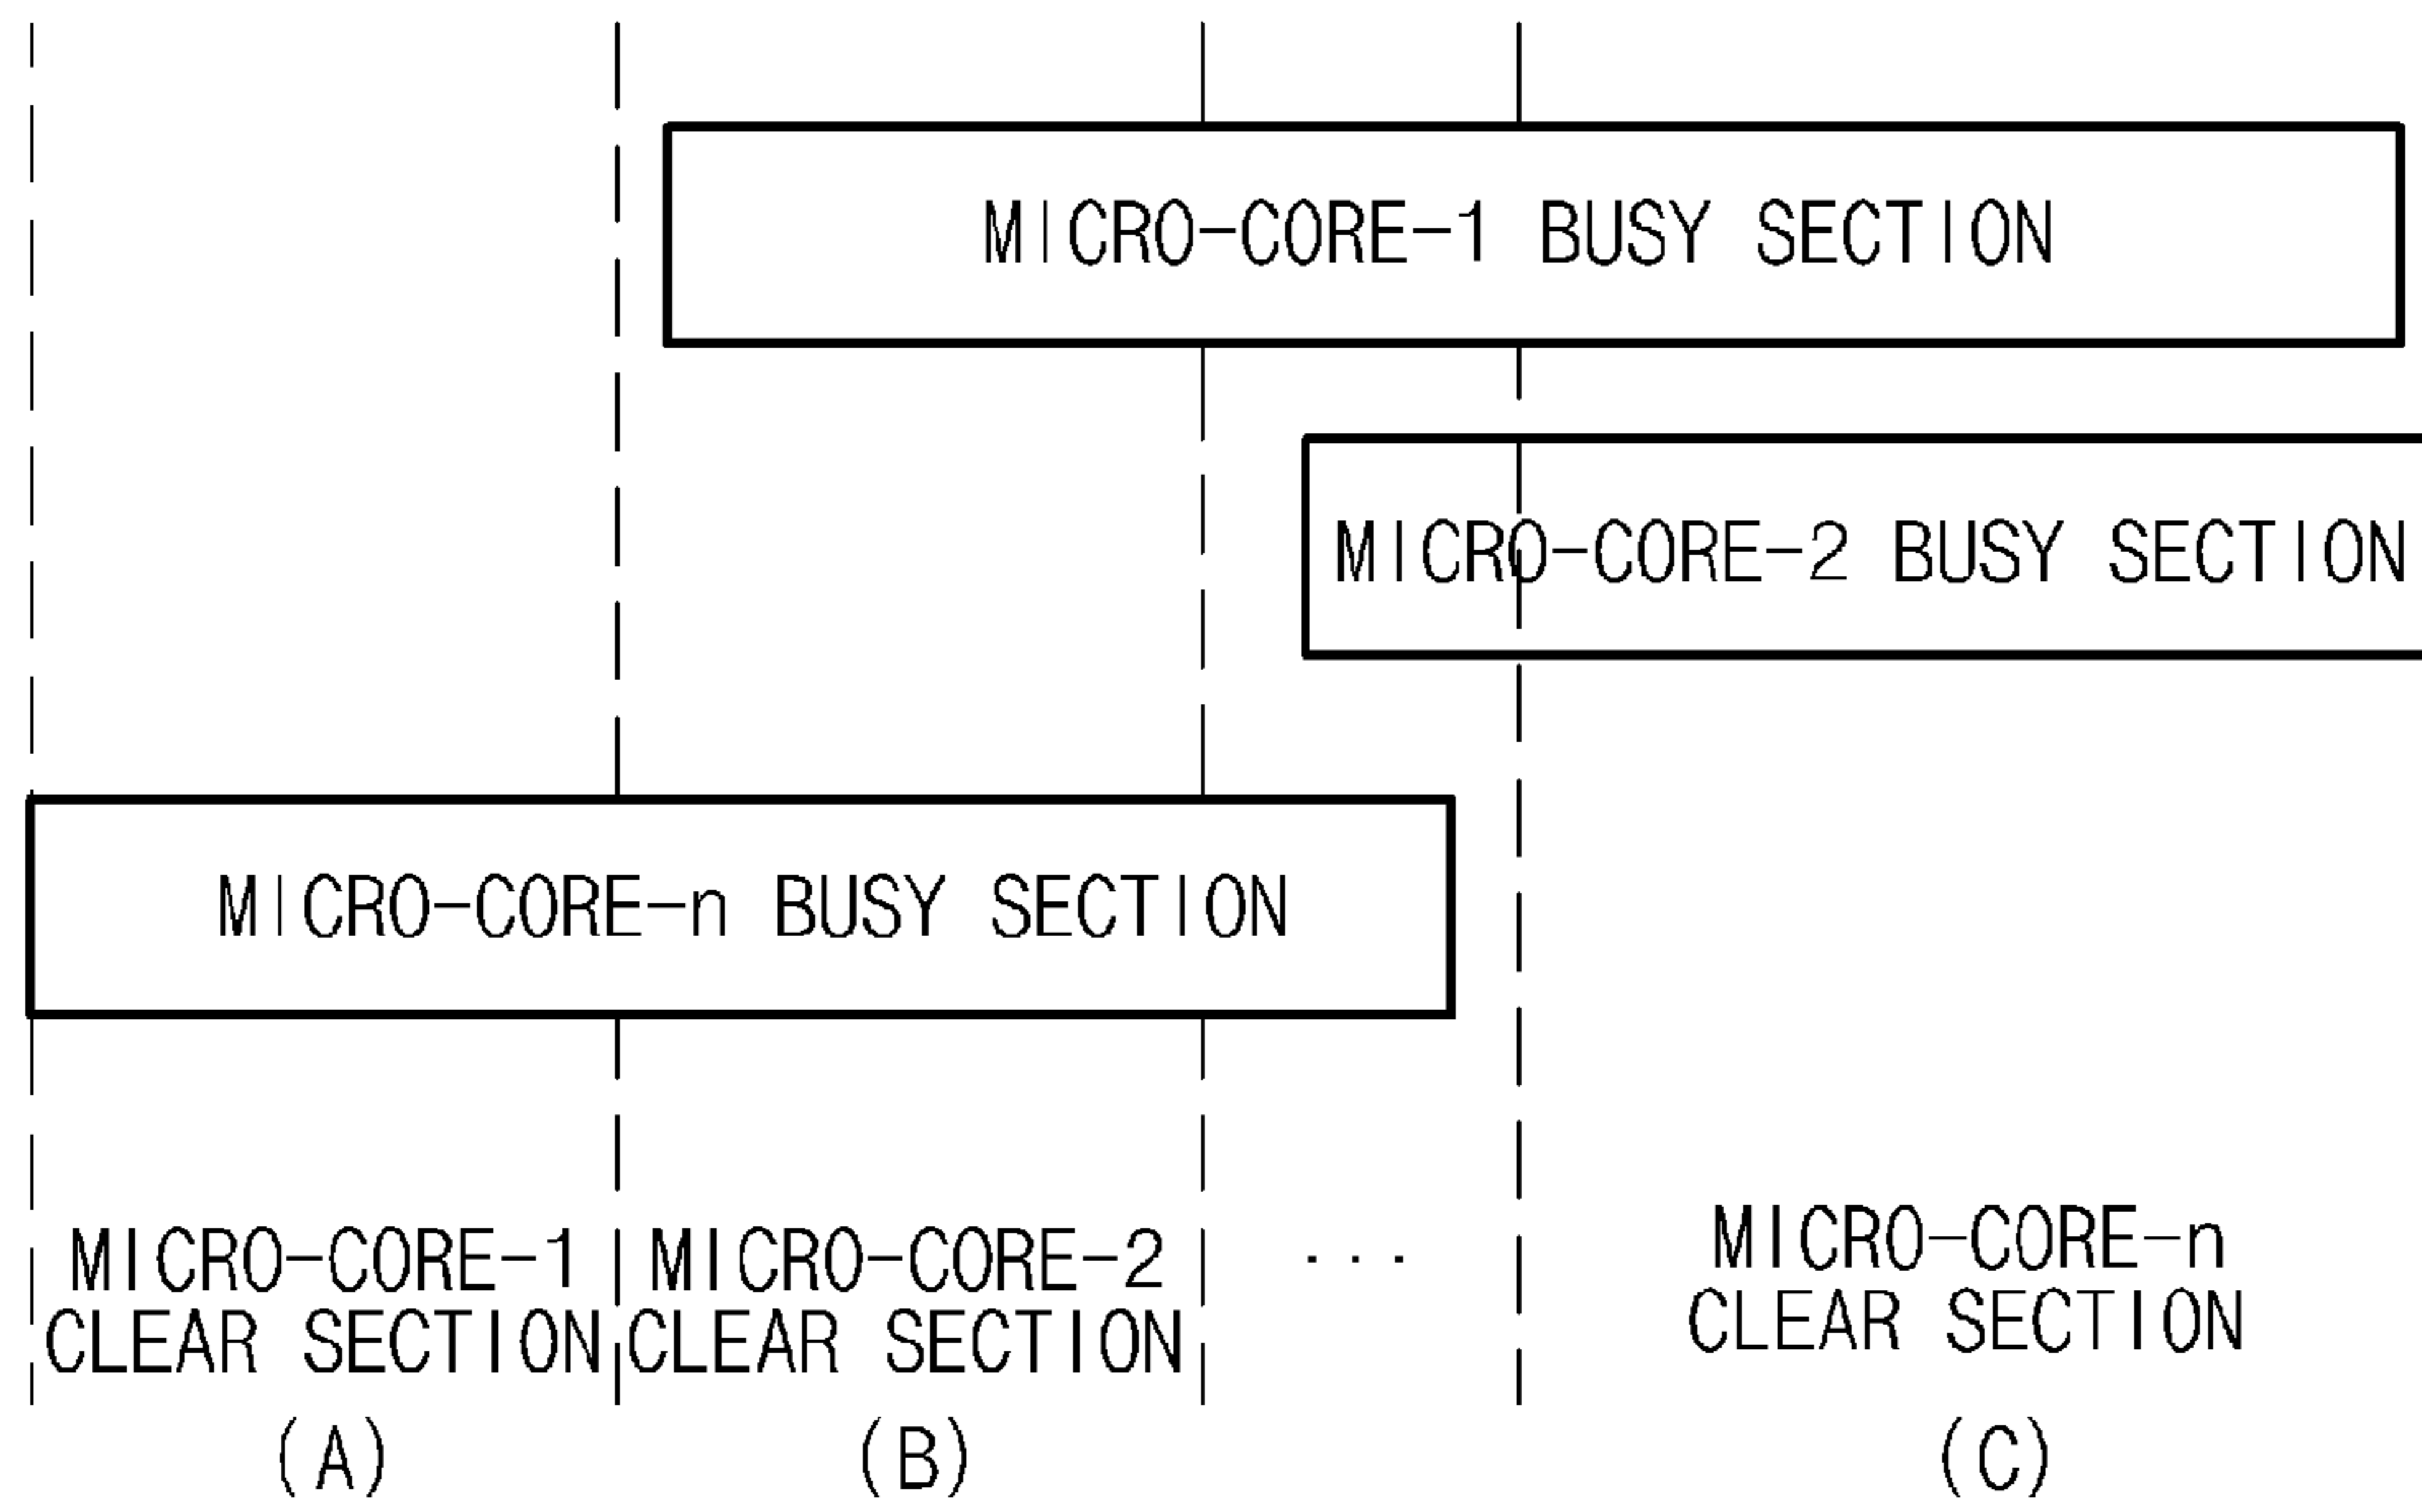 MICRO-CORE-1 BUSY SECTION
MICRO-CORE-2 BUSY SECTION
MICRO-CORE-n BUSY SECTION
MICRO-CORE-1
CLEAR SECTION
(A)
MICRO-CORE-2
CLEAR SECTION
(B)
...
MICRO-CORE-n
CLEAR SECTION
(C)